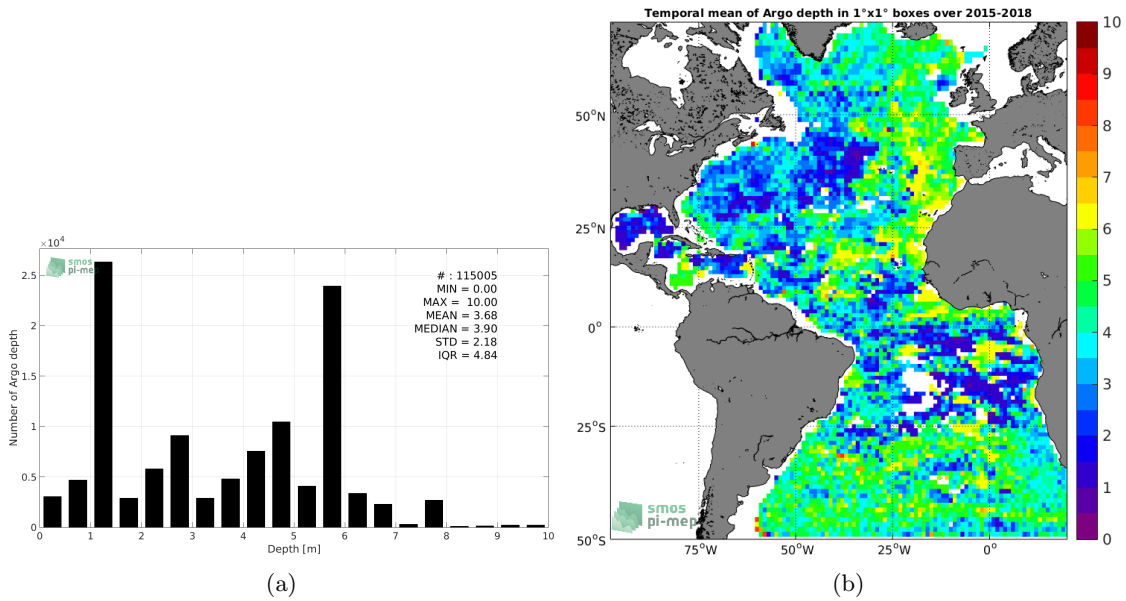 Temporal mean of Argo depth in 1°x1° boxes over 2015-2018
×10⁴
2.5
2
1.5
1
0.5
0
Number of Argo depth
smos
pi-mep
# : 115005
MIN = 0.00
MAX = 10.00
MEAN = 3.68
MEDIAN = 3.90
STD = 2.18
IQR = 4.84
0 1 2 3 4 5 6 7 8 9 10
Depth [m]
(a)
50°N
25°N
0°
25°S
50°S
75°W 50°W 25°W 0°
smos
pi-mep
10
9
8
7
6
5
4
3
2
1
0
(b)